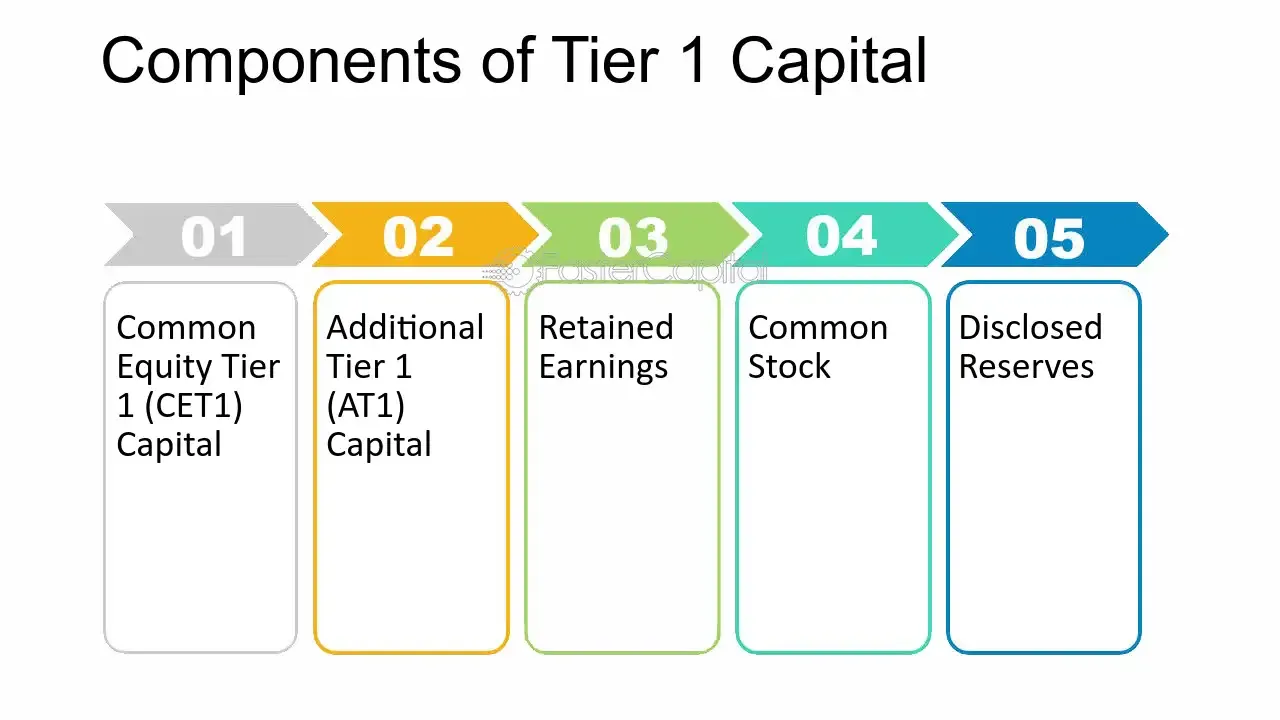 Components of Tier 1 Capital
01
02
03
04
05
FasterCapital
Common
Equity Tier
1 (CET1)
Capital
Additional
Tier 1
(AT1)
Capital
Retained
Earnings
Common
Stock
Disclosed
Reserves